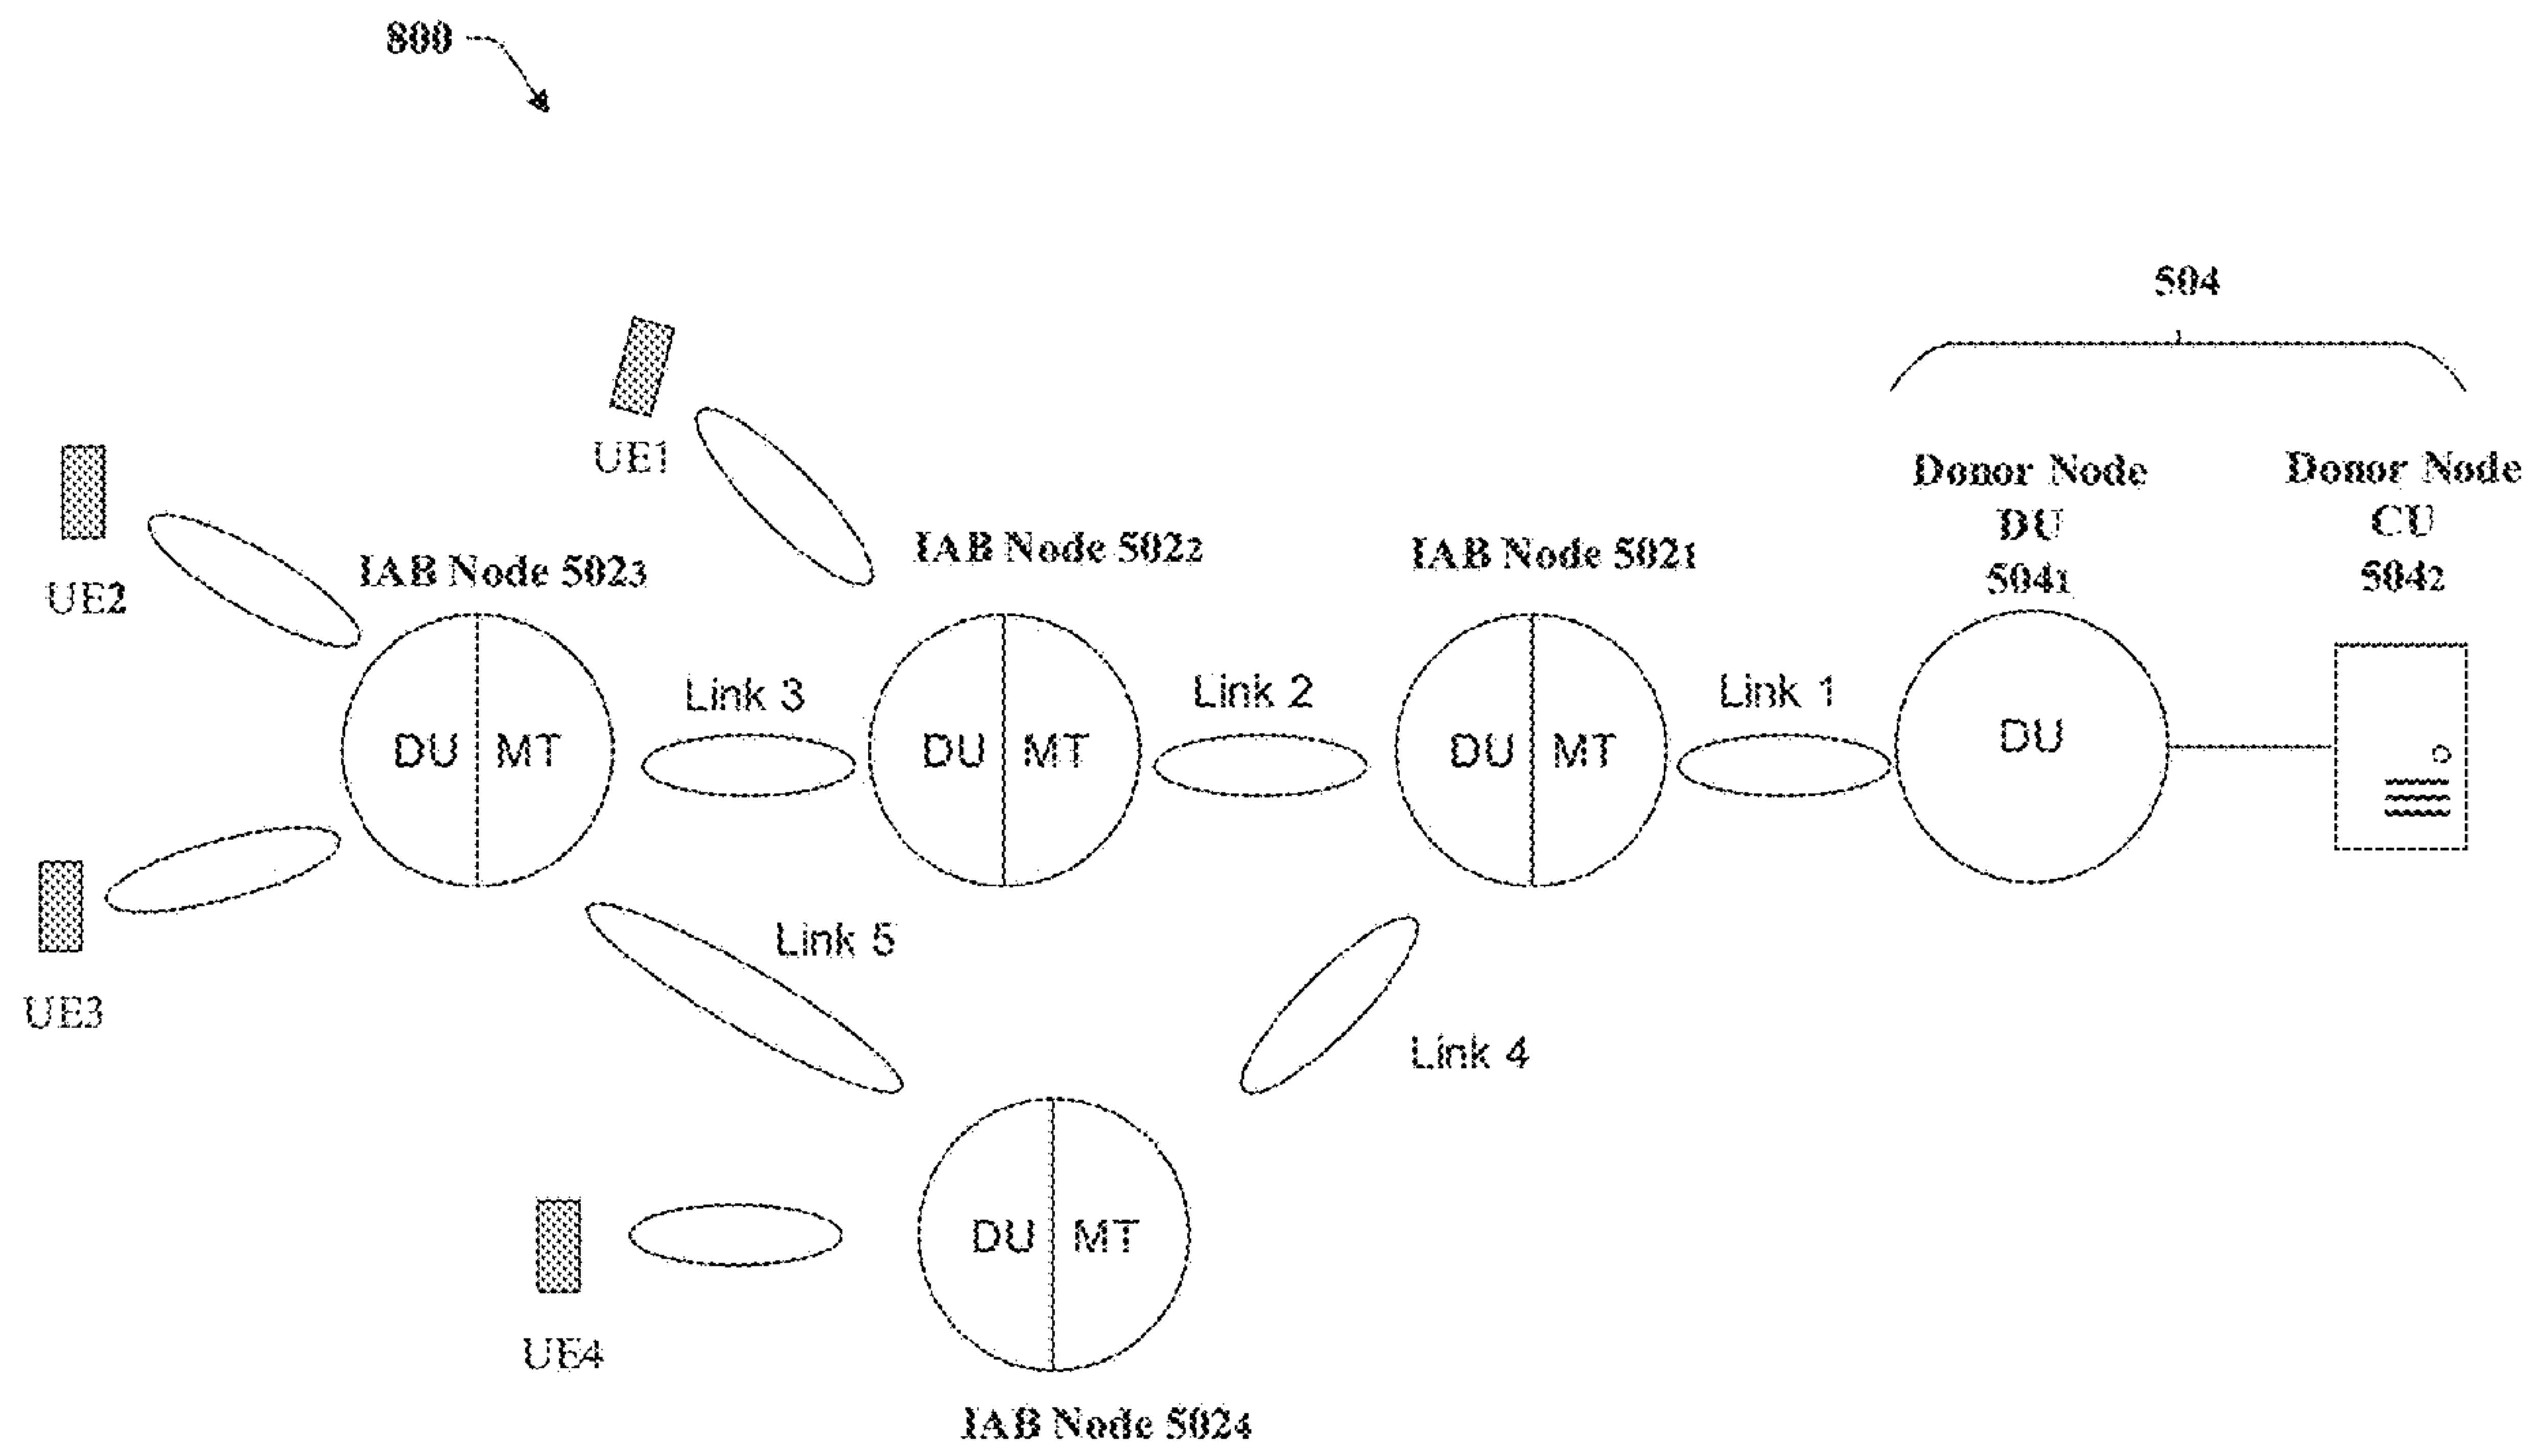 800
504
UE1
Donor Node
DU
504₁
Donor Node
CU
504₂
UE2
IAB Node 502₃
IAB Node 502₂
IAB Node 502₁
Link 3
Link 2
Link 1
DU MT
DU MT
DU MT
DU
UE3
Link 5
Link 4
DU MT
UE4
IAB Node 502₄